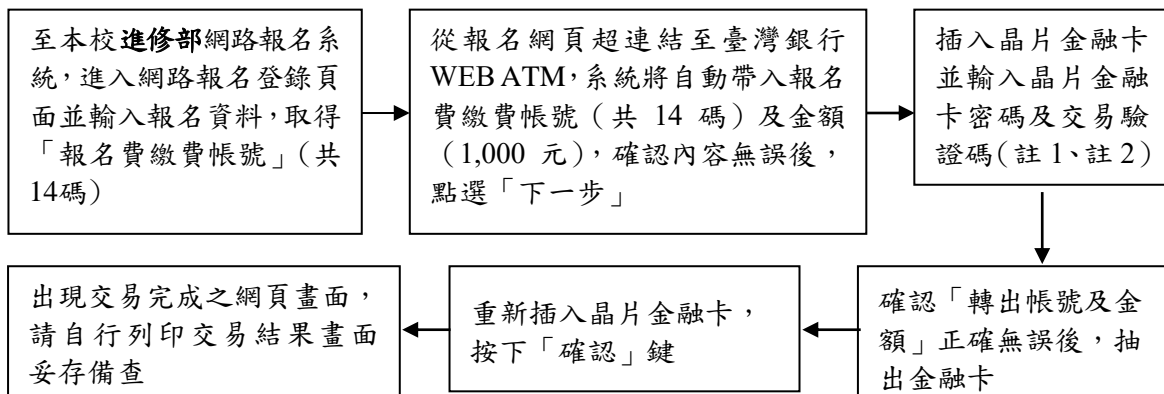 至本校進修部網路報名系
統，進入網路報名登錄頁
面並輸入報名資料，取得
「報名費繳費帳號」（共
14碼）
從報名網頁超連結至臺灣銀行
WEB ATM，系統將自動帶入報名
費繳費帳號（共 14 碼）及金額
（1,000 元），確認內容無誤後，
點選「下一步」
插入晶片金融卡
並輸入晶片金融
卡密碼及交易驗
證碼（註 1、註 2）
確認「轉出帳號及金
額」正確無誤後，抽
出金融卡
重新插入晶片金融卡，
按下「確認」鍵
出現交易完成之網頁畫面，
請自行列印交易結果畫面
妥存備查